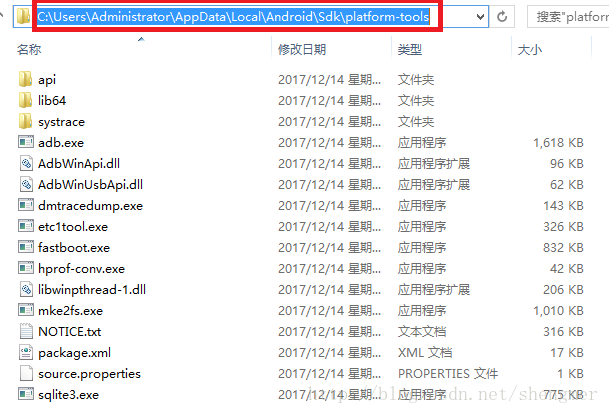 C:\Users\Administrator\AppData\Local\Android\Sdk\platform-tools 搜索"platform
名称 修改日期 类型 大小
api 2017/12/14 星期... 文件夹
lib64 2017/12/14 星期... 文件夹
systrace 2017/12/14 星期... 文件夹
adb.exe 2017/12/14 星期... 应用程序 1,618 KB
AdbWinApi.dll 2017/12/14 星期... 应用程序扩展 96 KB
AdbWinUsbApi.dll 2017/12/14 星期... 应用程序扩展 62 KB
dmtracedump.exe 2017/12/14 星期... 应用程序 143 KB
etc1tool.exe 2017/12/14 星期... 应用程序 326 KB
fastboot.exe 2017/12/14 星期... 应用程序 832 KB
hprof-conv.exe 2017/12/14 星期... 应用程序 42 KB
libwinpthread-1.dll 2017/12/14 星期... 应用程序扩展 206 KB
mke2fs.exe 2017/12/14 星期... 应用程序 1,010 KB
NOTICE.txt 2017/12/14 星期... 文本文档 316 KB
package.xml 2017/12/14 星期... XML 文档 17 KB
source.properties 2017/12/14 星期... PROPERTIES 文件 1 KB
sqlite3.exe 2017/12/14 星期... 应用程序 775 KB